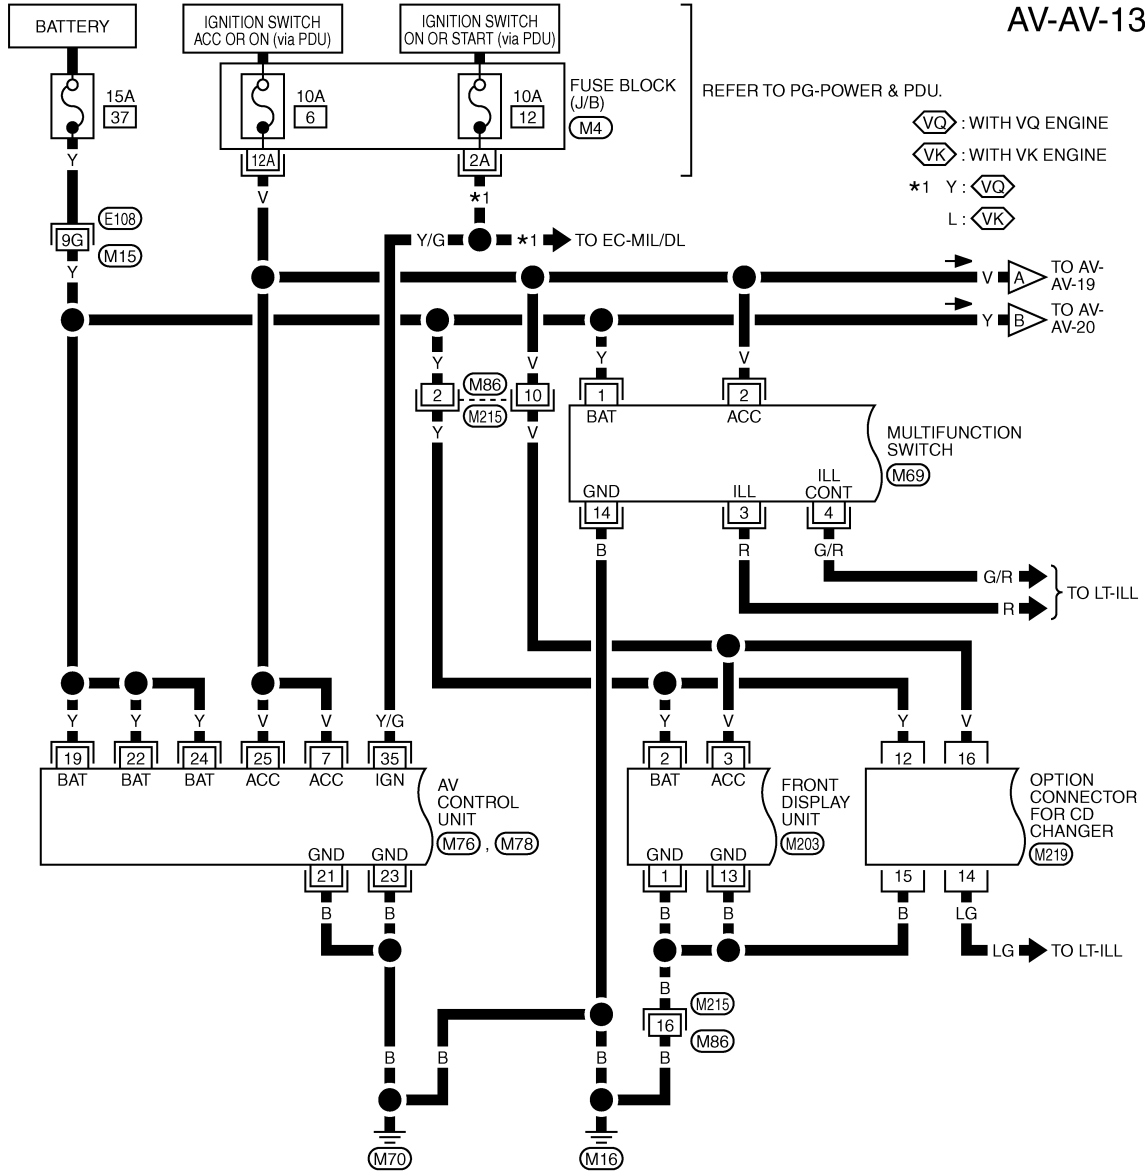 AV-AV-13
BATTERY
IGNITION SWITCH
ACC OR ON (via PDU)
IGNITION SWITCH
ON OR START (via PDU)
15A
37
10A
6
10A
12
FUSE BLOCK
(J/B)
M4
REFER TO PG-POWER & PDU.
VQ : WITH VQ ENGINE
VK : WITH VK ENGINE
*1 Y : VQ
L : VK
12A
2A
Y
V
*1
9G
E108
M15
Y
Y/G
*1
TO EC-MIL/DL
V
A
TO AV-
AV-19
Y
B
TO AV-
AV-20
Y
V
Y
V
2
M86
M215
10
1
2
BAT
ACC
Y
V
MULTIFUNCTION
SWITCH
M69
GND
ILL
ILL
CONT
14
3
4
B
R
G/R
G/R
R
TO LT-ILL
Y
Y
Y
V
V
Y/G
Y
V
Y
V
19
22
24
25
7
35
2
3
12
16
BAT
BAT
BAT
ACC
ACC
IGN
BAT
ACC
AV
CONTROL
UNIT
M76 , M78
FRONT
DISPLAY
UNIT
M203
OPTION
CONNECTOR
FOR CD
CHANGER
M219
GND
GND
GND
GND
21
23
1
13
15
14
B
B
B
B
B
LG
LG
TO LT-ILL
B
M215
16
M86
B
B
B
B
M70
M16